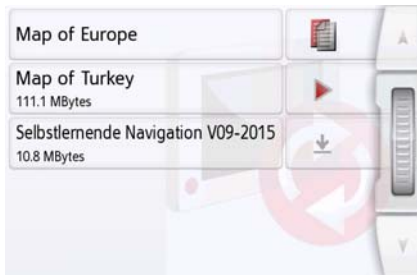 Map of Europe
Map of Turkey
111.1 MBytes
Selbstlernende Navigation V09-2015
10.8 MBytes